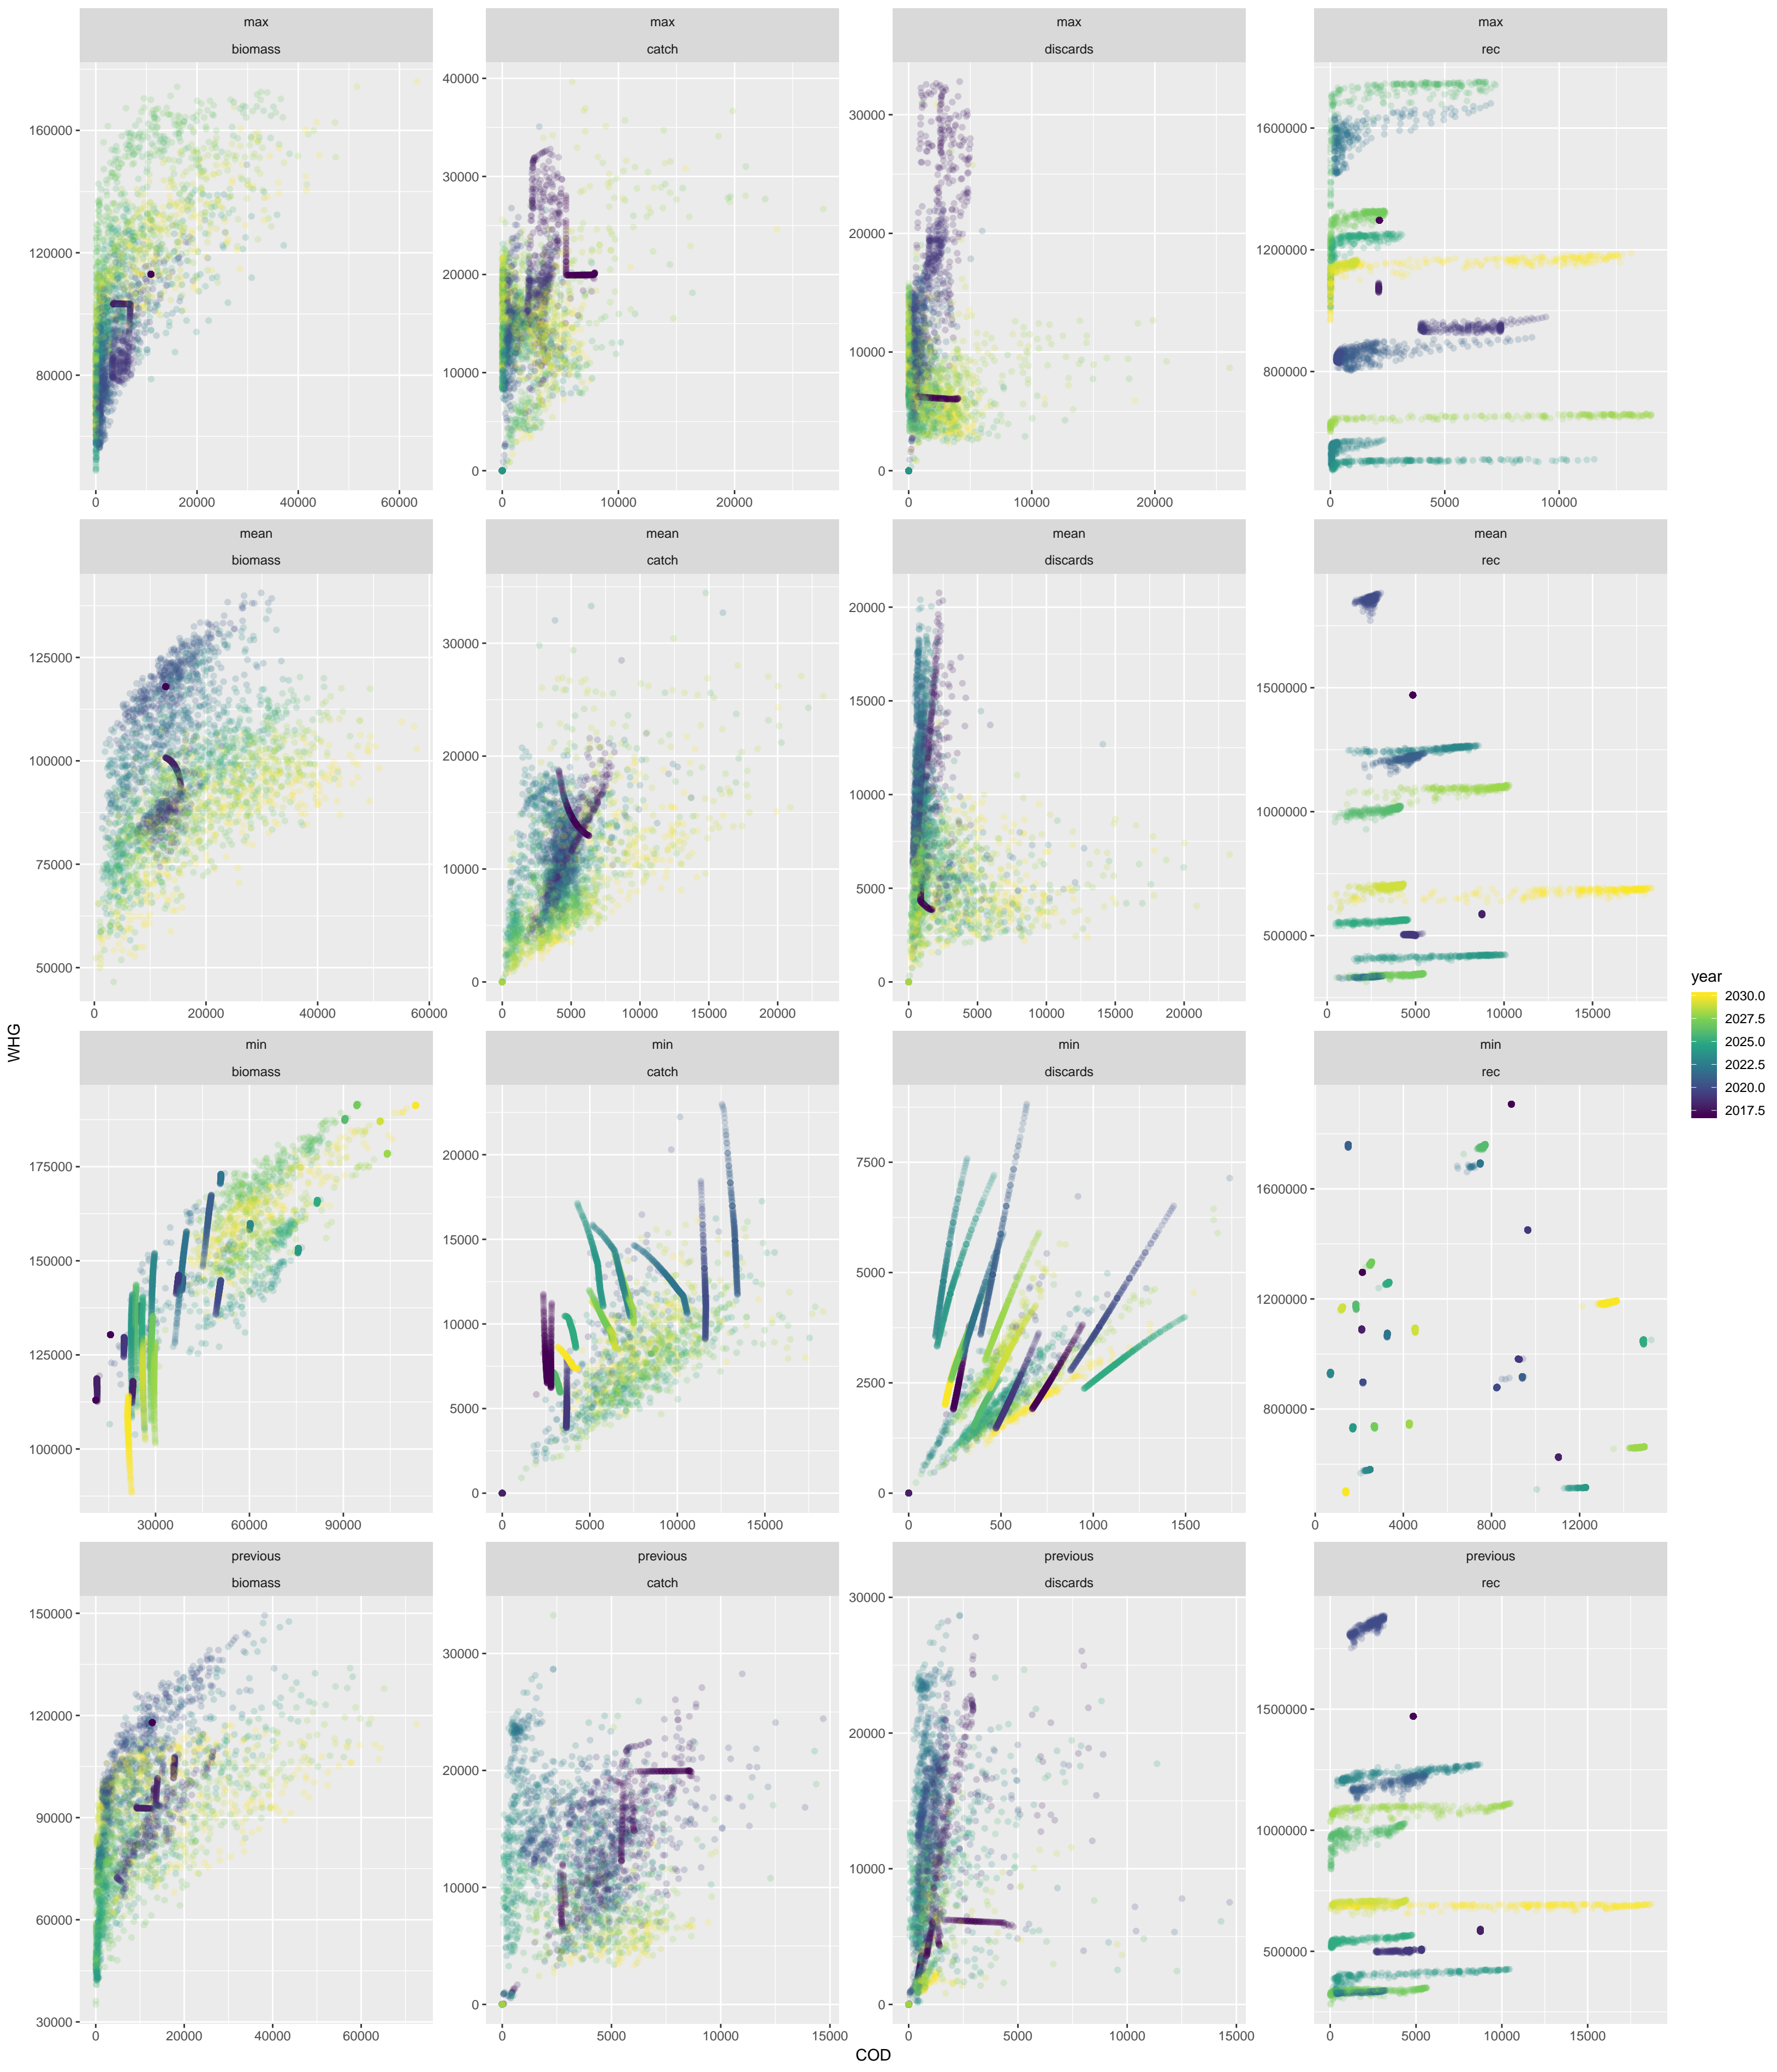 max max max max
biomass catch discards rec
160000
120000
80000
0 20000 40000 60000
40000
30000
20000
10000
0
0 10000 20000
30000
20000
10000
0
0 10000 20000
1600000
1200000
800000
0 5000 10000
mean mean mean mean
biomass catch discards rec
125000
100000
75000
50000
0 20000 40000 60000
30000
20000
10000
0
0 5000 10000 15000 20000
20000
15000
10000
5000
0
0 5000 10000 15000 20000
1500000
1000000
500000
0 5000 10000 15000
WHG
min min min min
biomass catch discards rec
175000
150000
125000
100000
30000 60000 90000
20000
15000
10000
5000
0
0 5000 10000 15000
7500
5000
2500
0
0 500 1000 1500
1600000
1200000
800000
0 4000 8000 12000
previous previous previous previous
biomass catch discards rec
150000
120000
90000
60000
30000
0 20000 40000 60000
30000
20000
10000
0
0 5000 10000 15000
30000
20000
10000
0
0 5000 10000 15000
1500000
1000000
500000
0 5000 10000 15000
COD
year
2030.0
2027.5
2025.0
2022.5
2020.0
2017.5